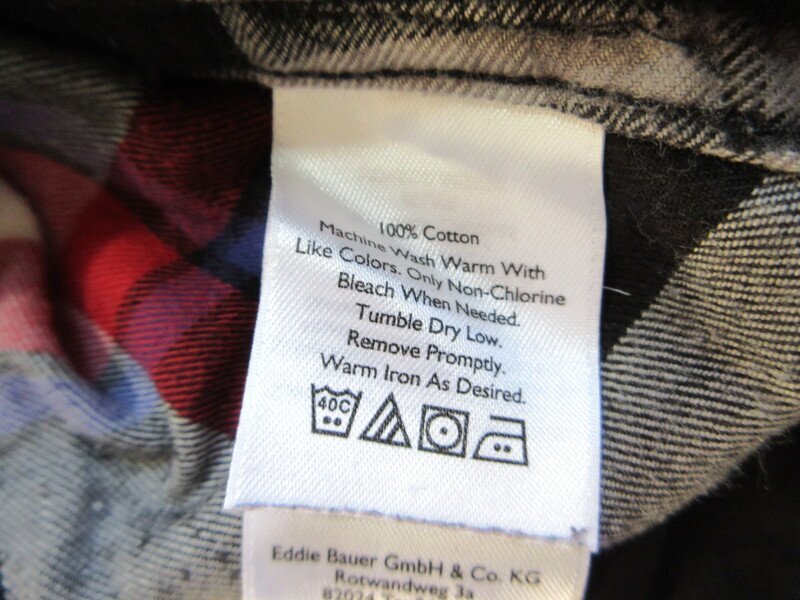 100% Cotton
Machine Wash Warm With
Like Colors. Only Non-Chlorine
Bleach When Needed.
Tumble Dry Low.
Remove Promptly.
Warm Iron As Desired.
40C
Eddie Bauer GmbH & Co. KG
Rotwandweg 3a
82024